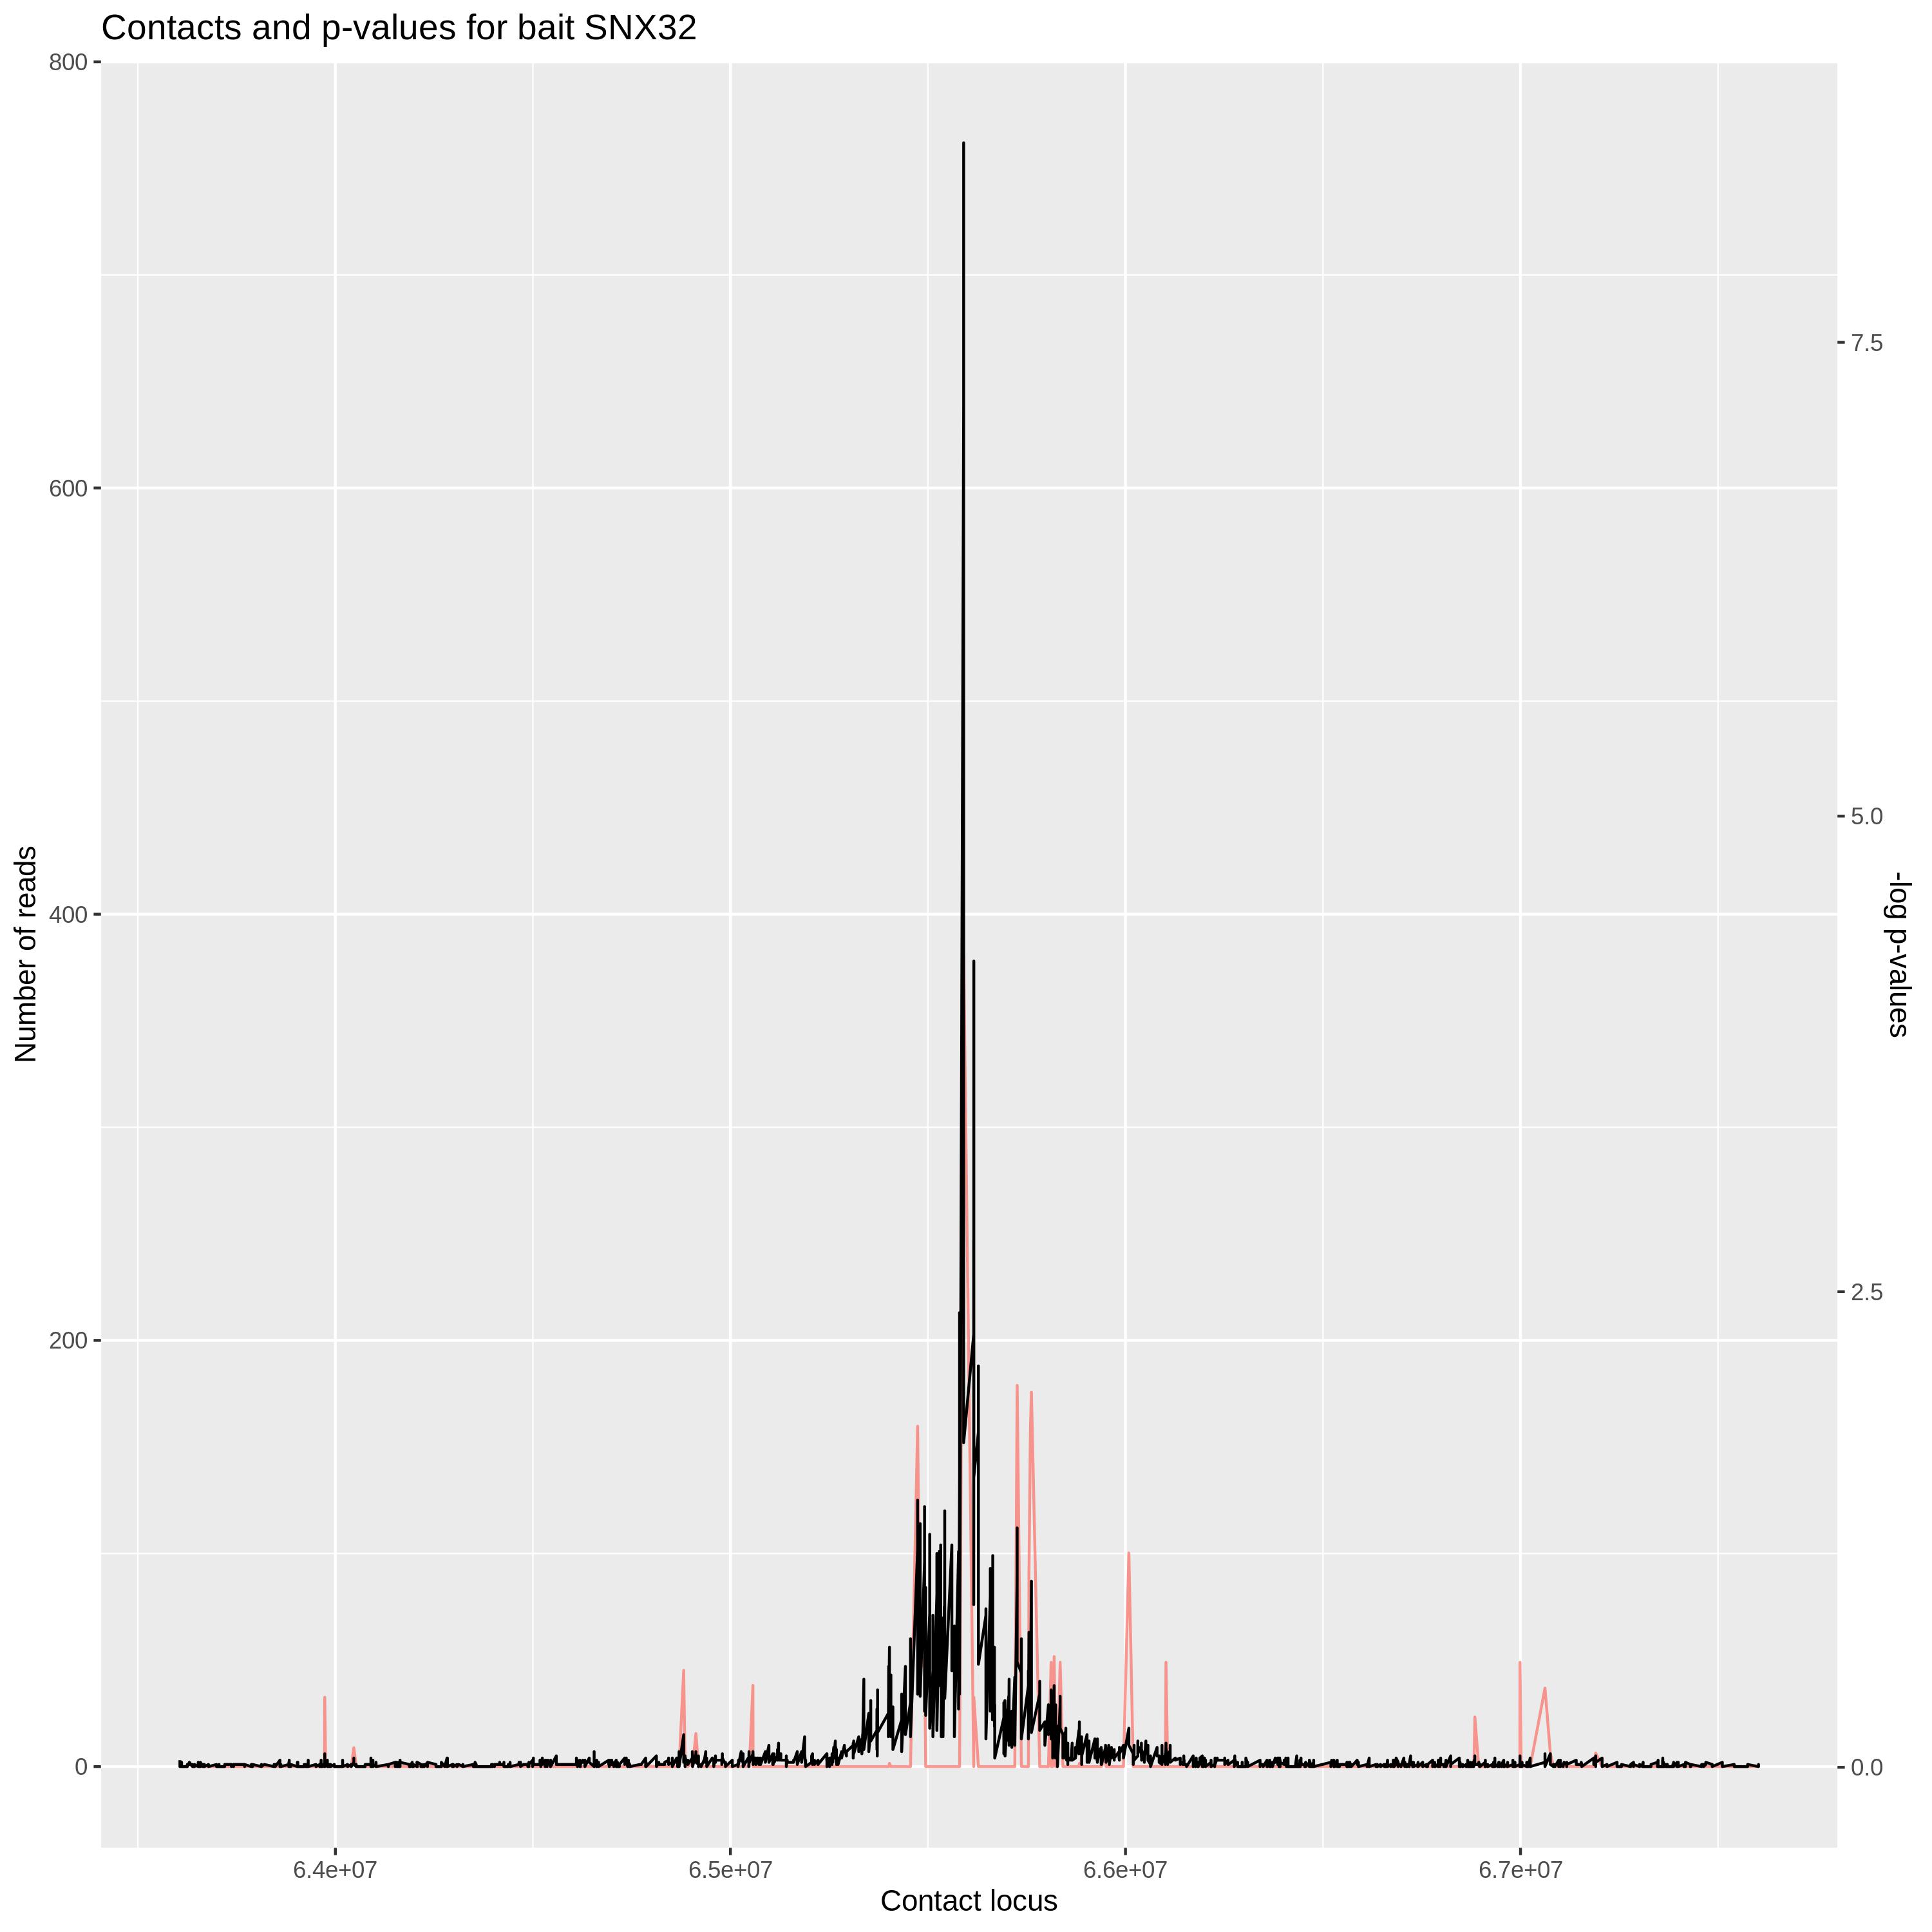 Contacts and p-values for bait SNX32
800
600
400
200
0
Number of reads
7.5
5.0
2.5
0.0
-log p-values
6.4e+07
6.5e+07
6.6e+07
6.7e+07
Contact locus